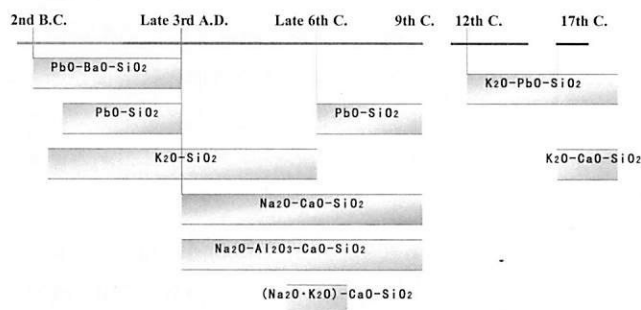 2nd B.C. Late 3rd A.D. Late 6th C. 9th C. 12th C. 17th C.
PbO-BaO-SiO₂
K₂O-PbO-SiO₂
PbO-SiO₂ PbO-SiO₂
K₂O-SiO₂ K₂O-CaO-SiO₂
Na₂O-CaO-SiO₂
Na₂O-Al₂O₃-CaO-SiO₂
(Na₂O·K₂O)-CaO-SiO₂